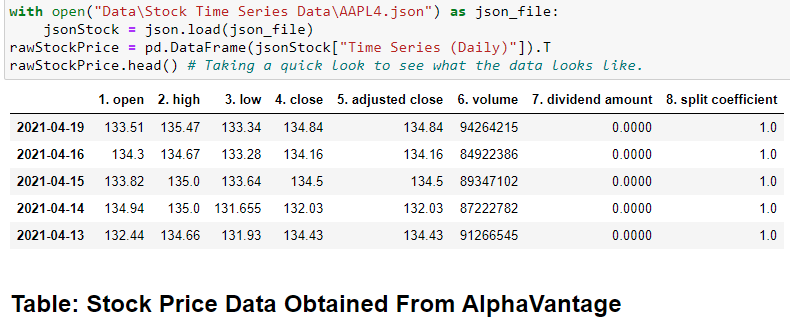 with open("Data\Stock Time Series Data\AAPL4.json") as json_file:
    jsonStock = json.load(json_file)
rawStockPrice = pd.DataFrame(jsonStock["Time Series (Daily)"]).T
rawStockPrice.head() # Taking a quick look to see what the data looks like.
1. open 2. high 3. low 4. close 5. adjusted close 6. volume 7. dividend amount 8. split coefficient
2021-04-19 133.51 135.47 133.34 134.84 134.84 94264215 0.0000 1.0
2021-04-16 134.3 134.67 133.28 134.16 134.16 84922386 0.0000 1.0
2021-04-15 133.82 135.0 133.64 134.5 134.5 89347102 0.0000 1.0
2021-04-14 134.94 135.0 131.655 132.03 132.03 87222782 0.0000 1.0
2021-04-13 132.44 134.66 131.93 134.43 134.43 91266545 0.0000 1.0
Table: Stock Price Data Obtained From AlphaVantage